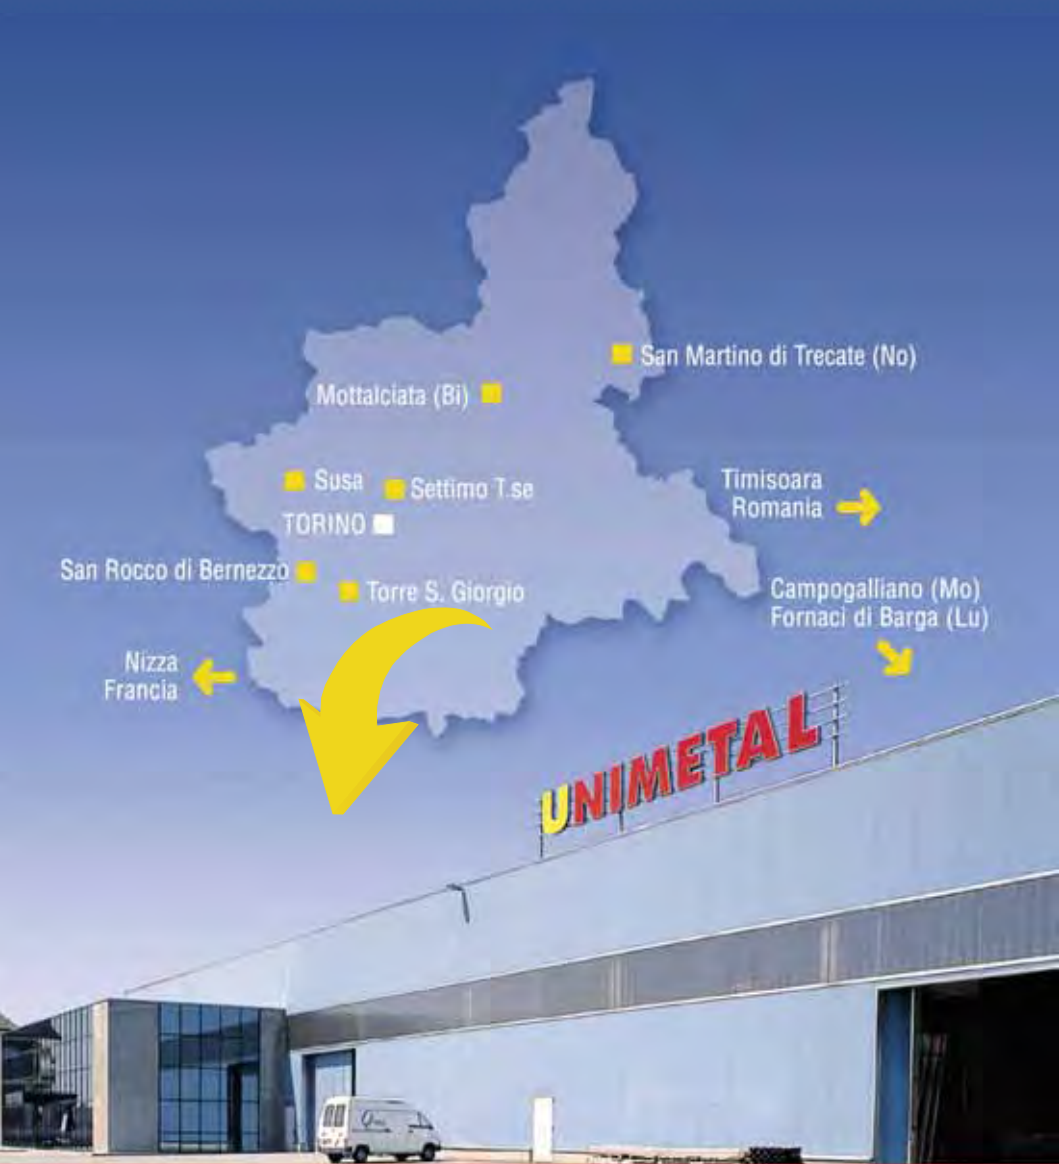 San Martino di Trecate (No)
Mottalciata (Bi)
Susa
Settimo T.se
Timisoara
Romania
TORINO
San Rocco di Bernezzo
Torre S. Giorgio
Campogalliano (Mo)
Fornaci di Barga (Lu)
Nizza
Francia
UNIMETAL